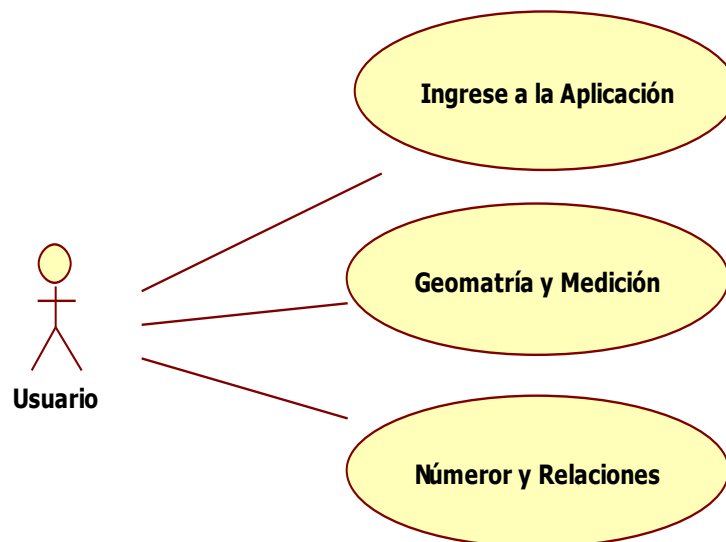 Ingrese a la Aplicación
Geomatría y Medición
Usuario
Númeror y Relaciones